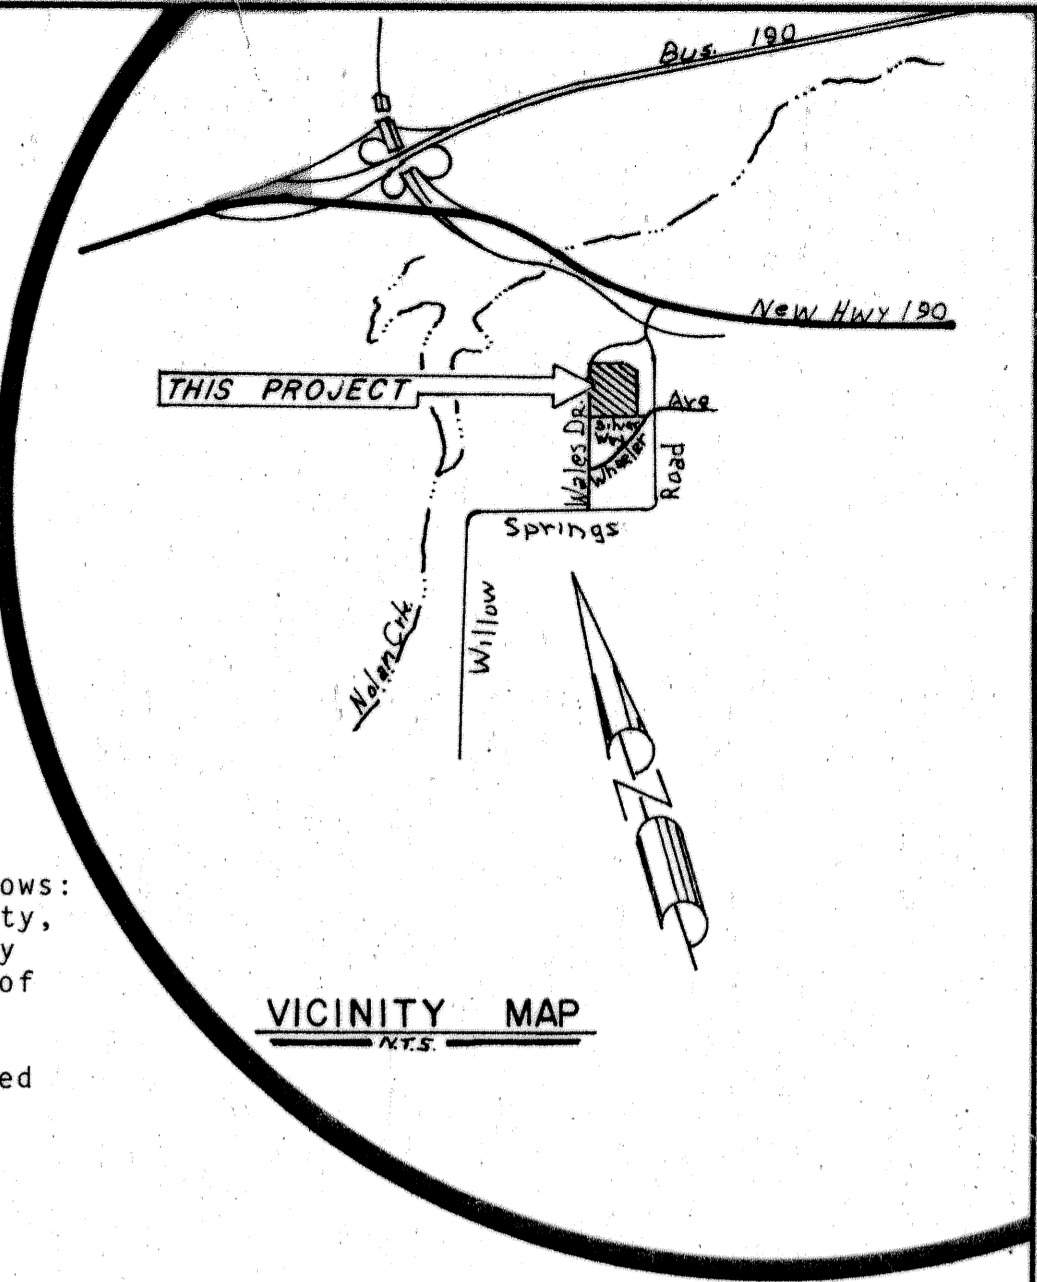 Bus. 190
New Hwy 190
THIS PROJECT
Ave
Silver
Way
Wheeler
Wales Dr.
Road
Springs
Willow
Nolan Crk.
N
ows:
ty,
y
of
ed
VICINITY MAP
N.T.S.